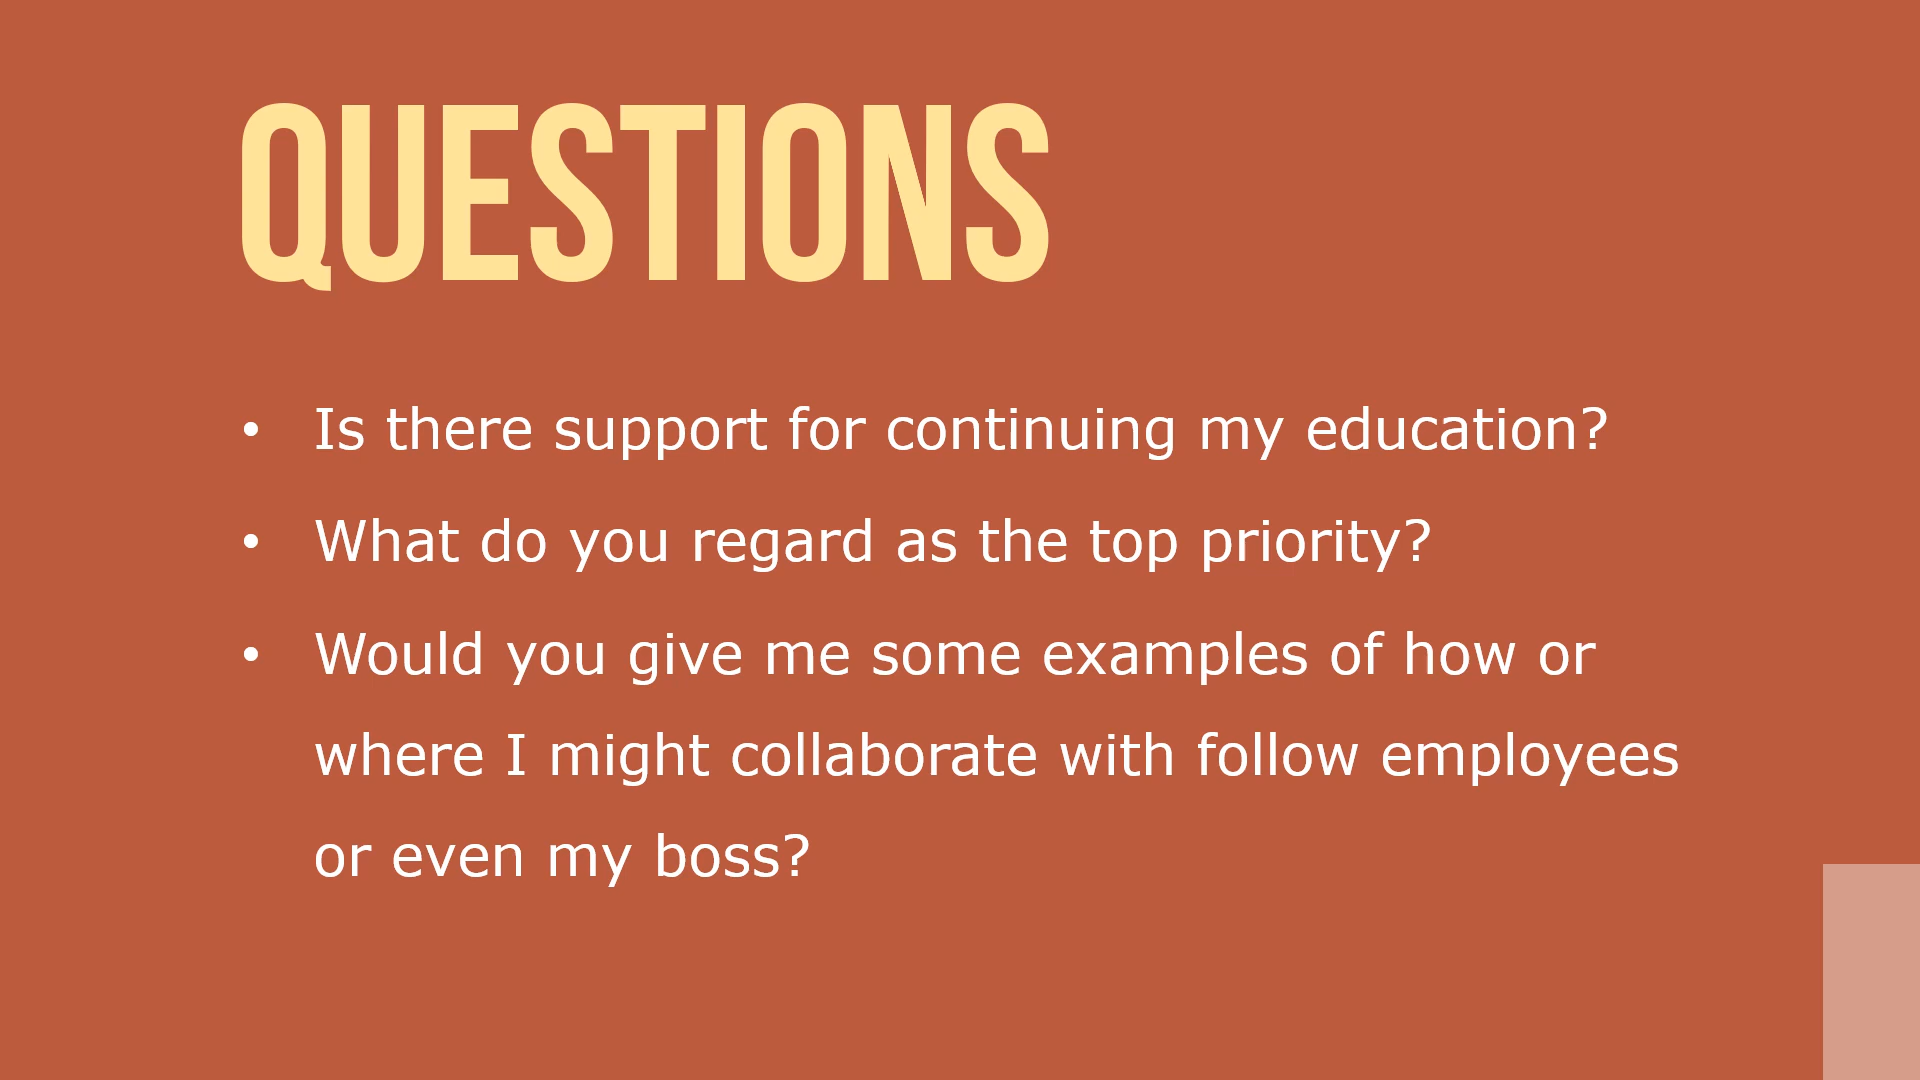 QUESTIONS
• Is there support for continuing my education?
• What do you regard as the top priority?
• Would you give me some examples of how or
where I might collaborate with follow employees
or even my boss?